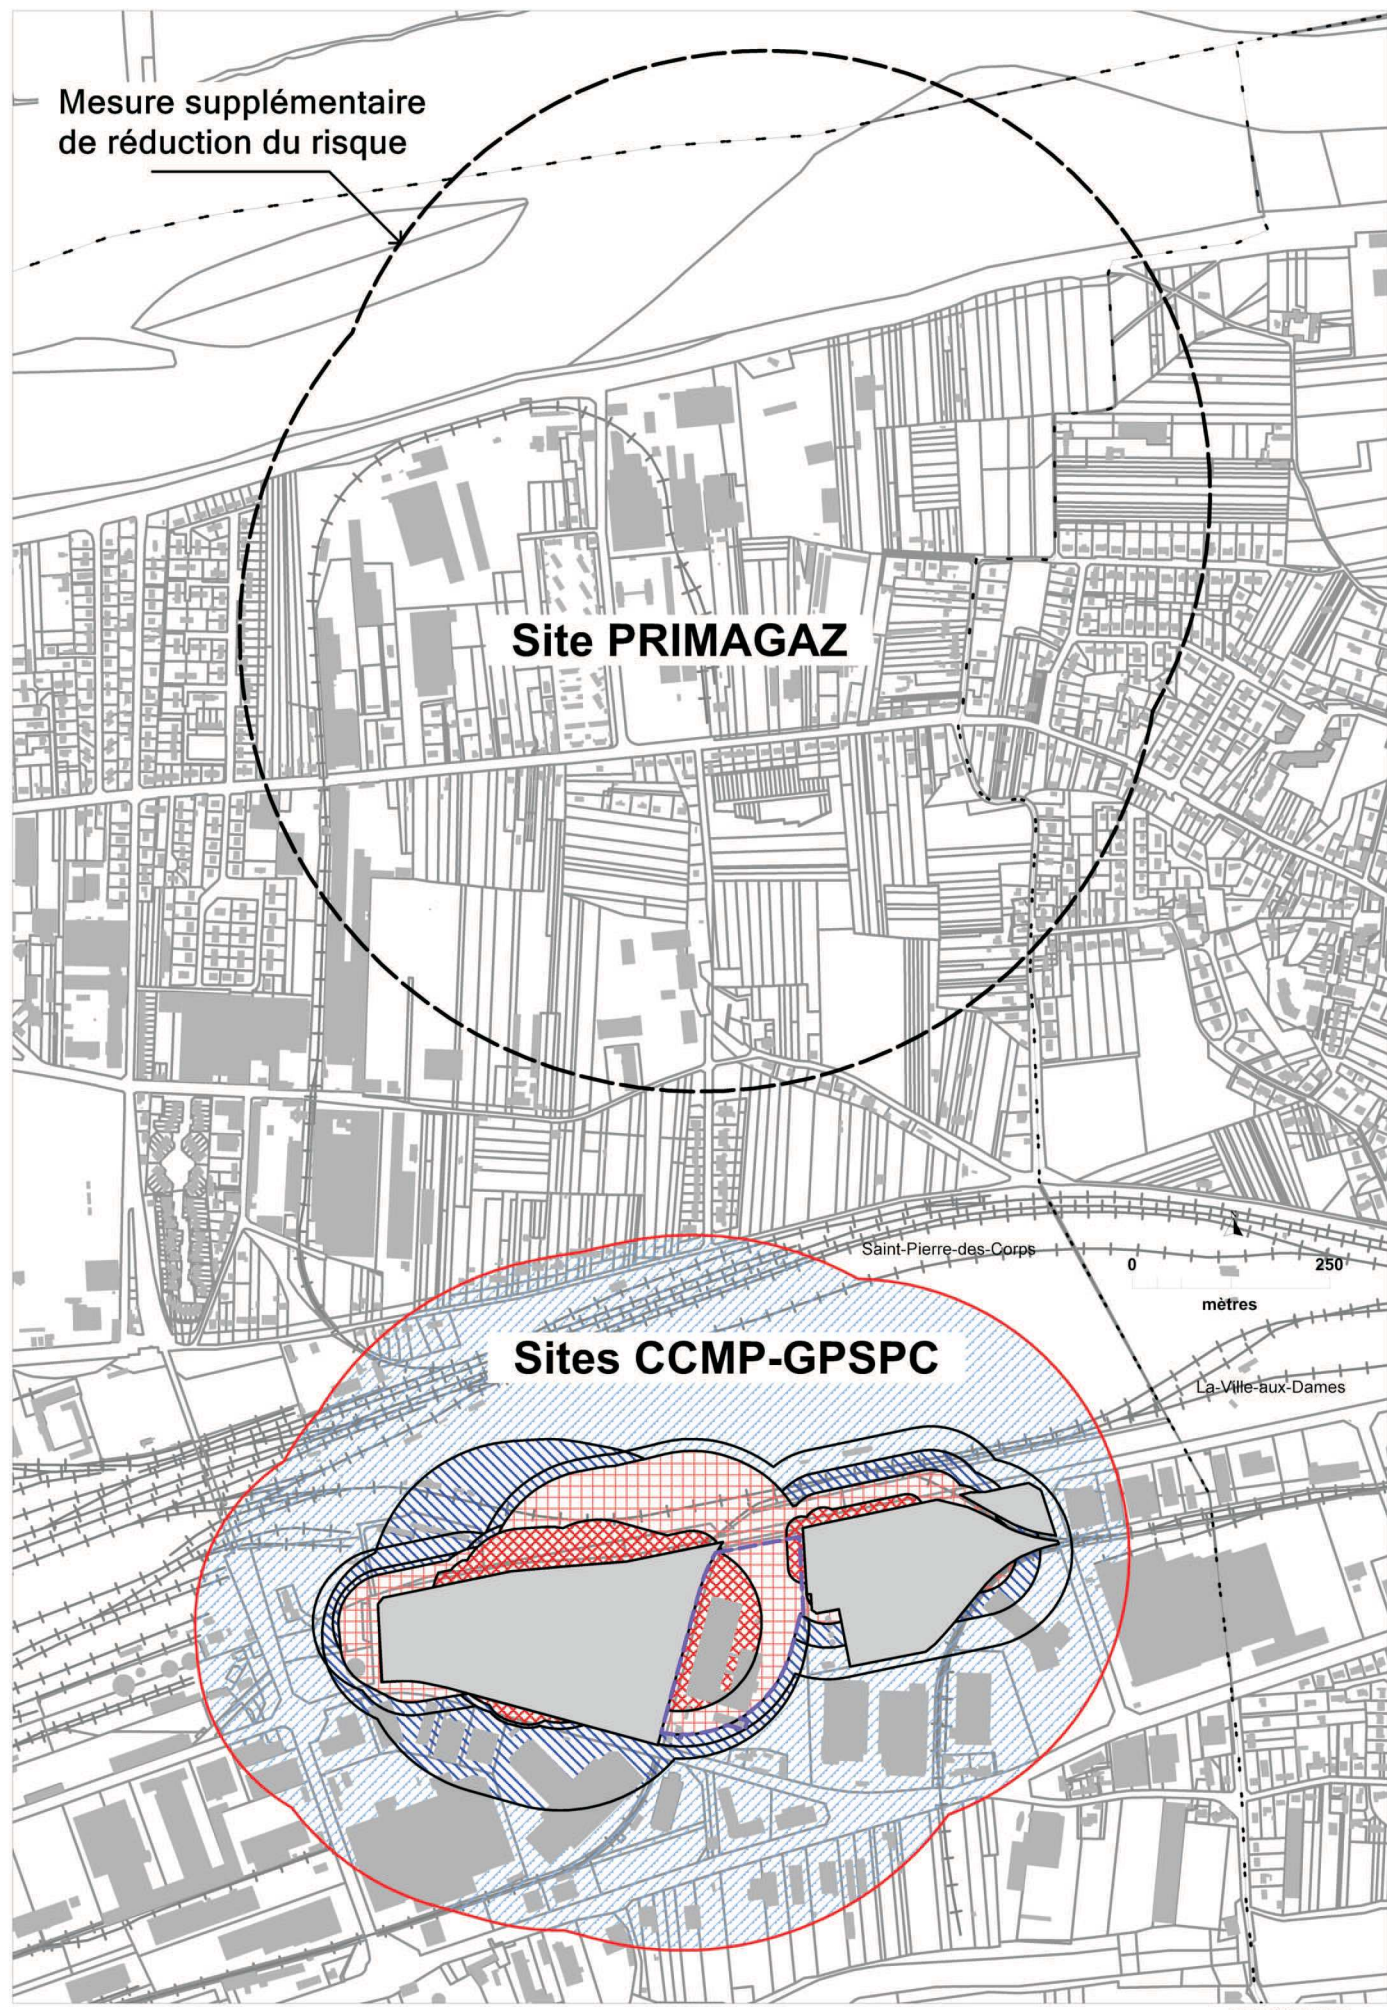 Mesure supplémentaire
de réduction du risque
Site PRIMAGAZ
Saint-Pierre-des-Corps
0 250
mètres
Sites CCMP-GPSPC
La-Ville-aux-Dames